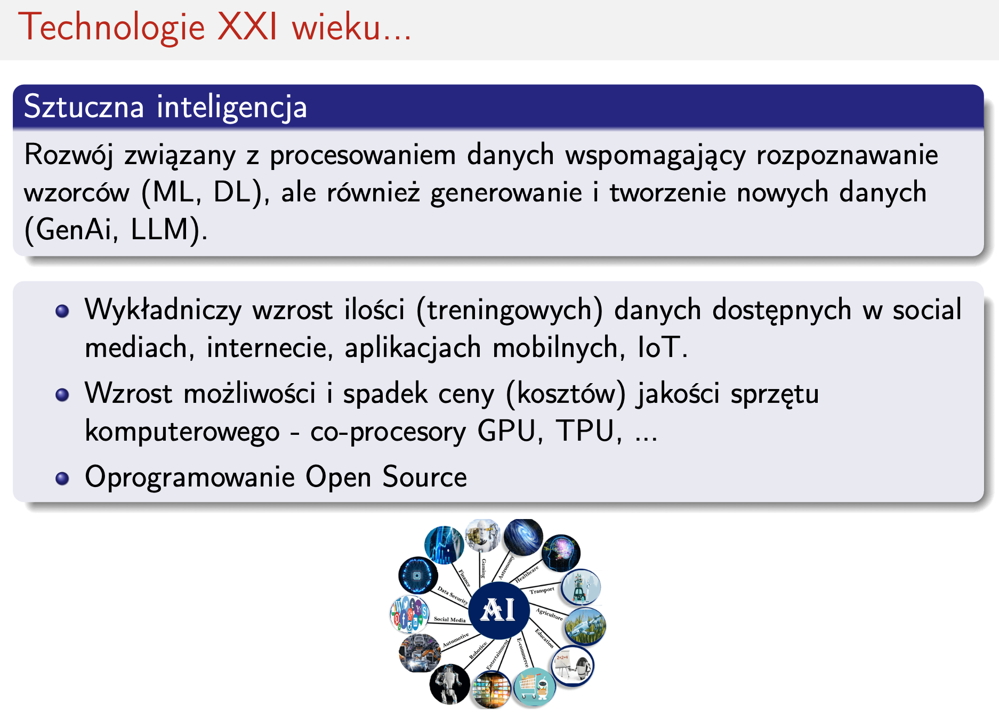 Technologie XXI wieku...
Sztuczna inteligencja
Rozwój związany z procesowaniem danych wspomagający rozpoznawanie
wzorców (ML, DL), ale również generowanie i tworzenie nowych danych
(GenAi, LLM).
Wykładniczy wzrost ilości (treningowych) danych dostępnych w social
mediach, internecie, aplikacjach mobilnych, IoT.
Wzrost możliwości i spadek ceny (kosztów) jakości sprzętu
komputerowego - co-procesory GPU, TPU, ...
Oprogramowanie Open Source
AI
Gaming
Astronomy
Healthcare
Transport
Agriculture
Education
E-commerce
Entertainment
Robotics:
Automotive
Social Media
Data Security
Finance
2×2=4